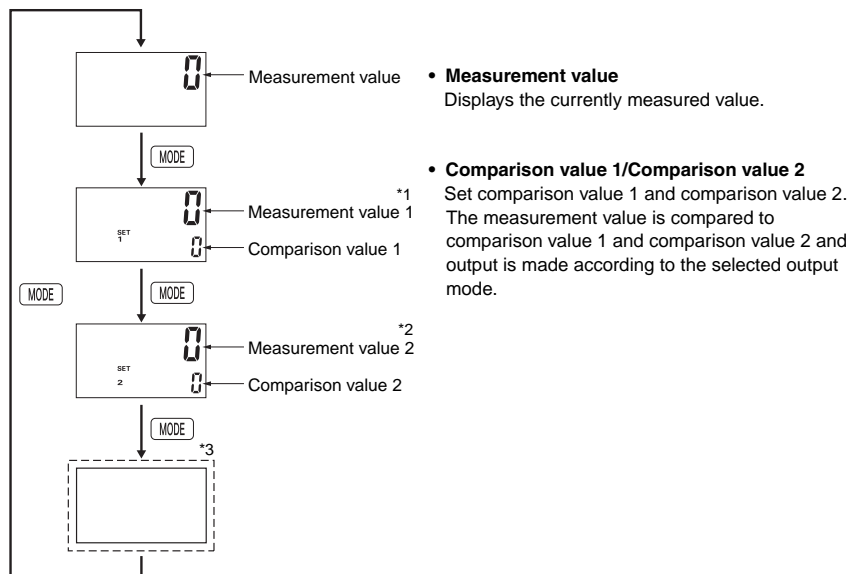 0
Measurement value
MODE
*1
0
Measurement value 1
SET
1
0
Comparison value 1
MODE
MODE
*2
0
Measurement value 2
SET
2
0
Comparison value 2
MODE
*3
• Measurement value
Displays the currently measured value.
• Comparison value 1/Comparison value 2
Set comparison value 1 and comparison value 2.
The measurement value is compared to
comparison value 1 and comparison value 2 and
output is made according to the selected output
mode.